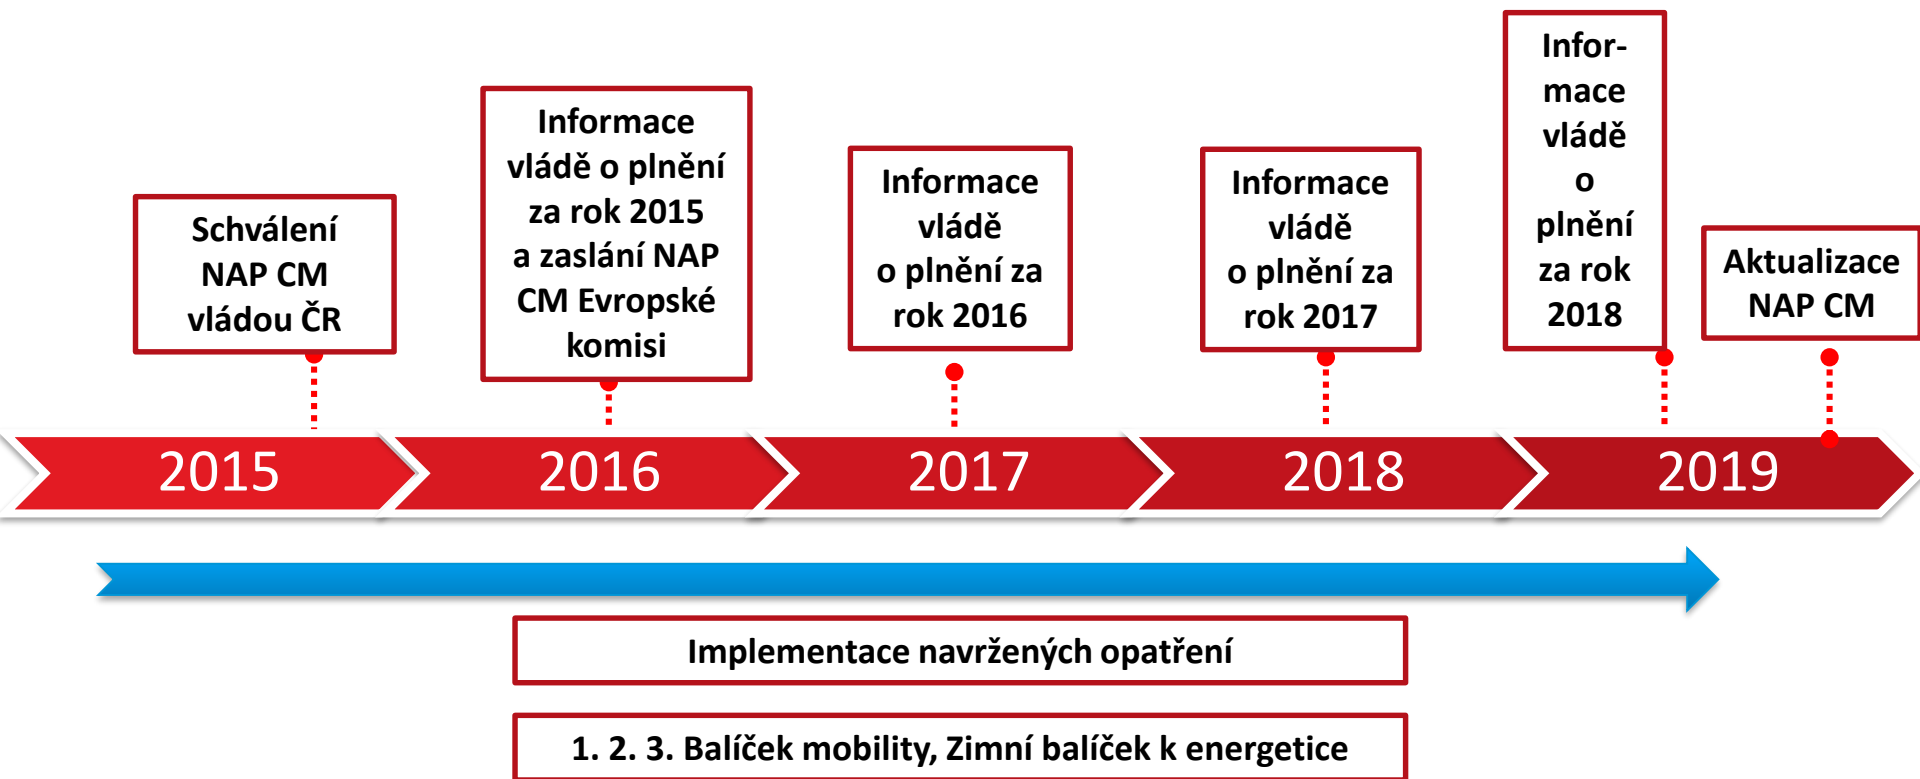 Schválení
NAP CM
vládou ČR
Informace
vládě o plnění
za rok 2015
a zaslání NAP
CM Evropské
komisi
Informace
vládě
o plnění za
rok 2016
Informace
vládě
o plnění za
rok 2017
Infor-
mace
vládě
o
plnění
za rok
2018
Aktualizace
NAP CM
2015
2016
2017
2018
2019
Implementace navržených opatření
1. 2. 3. Balíček mobility, Zimní balíček k energetice